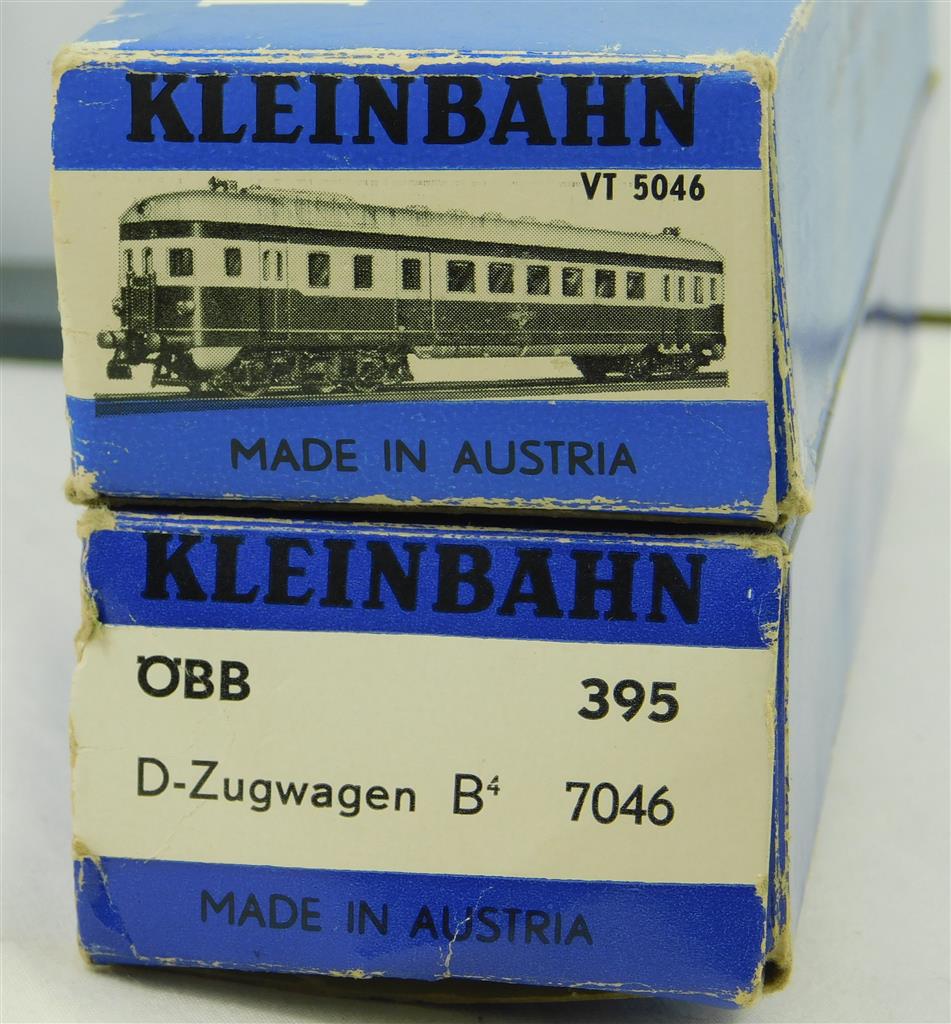 KLEINBAHN
VT 5046
MADE IN AUSTRIA
KLEINBAHN
ÖBB 395
D-Zugwagen B⁴ 7046
MADE IN AUSTRIA